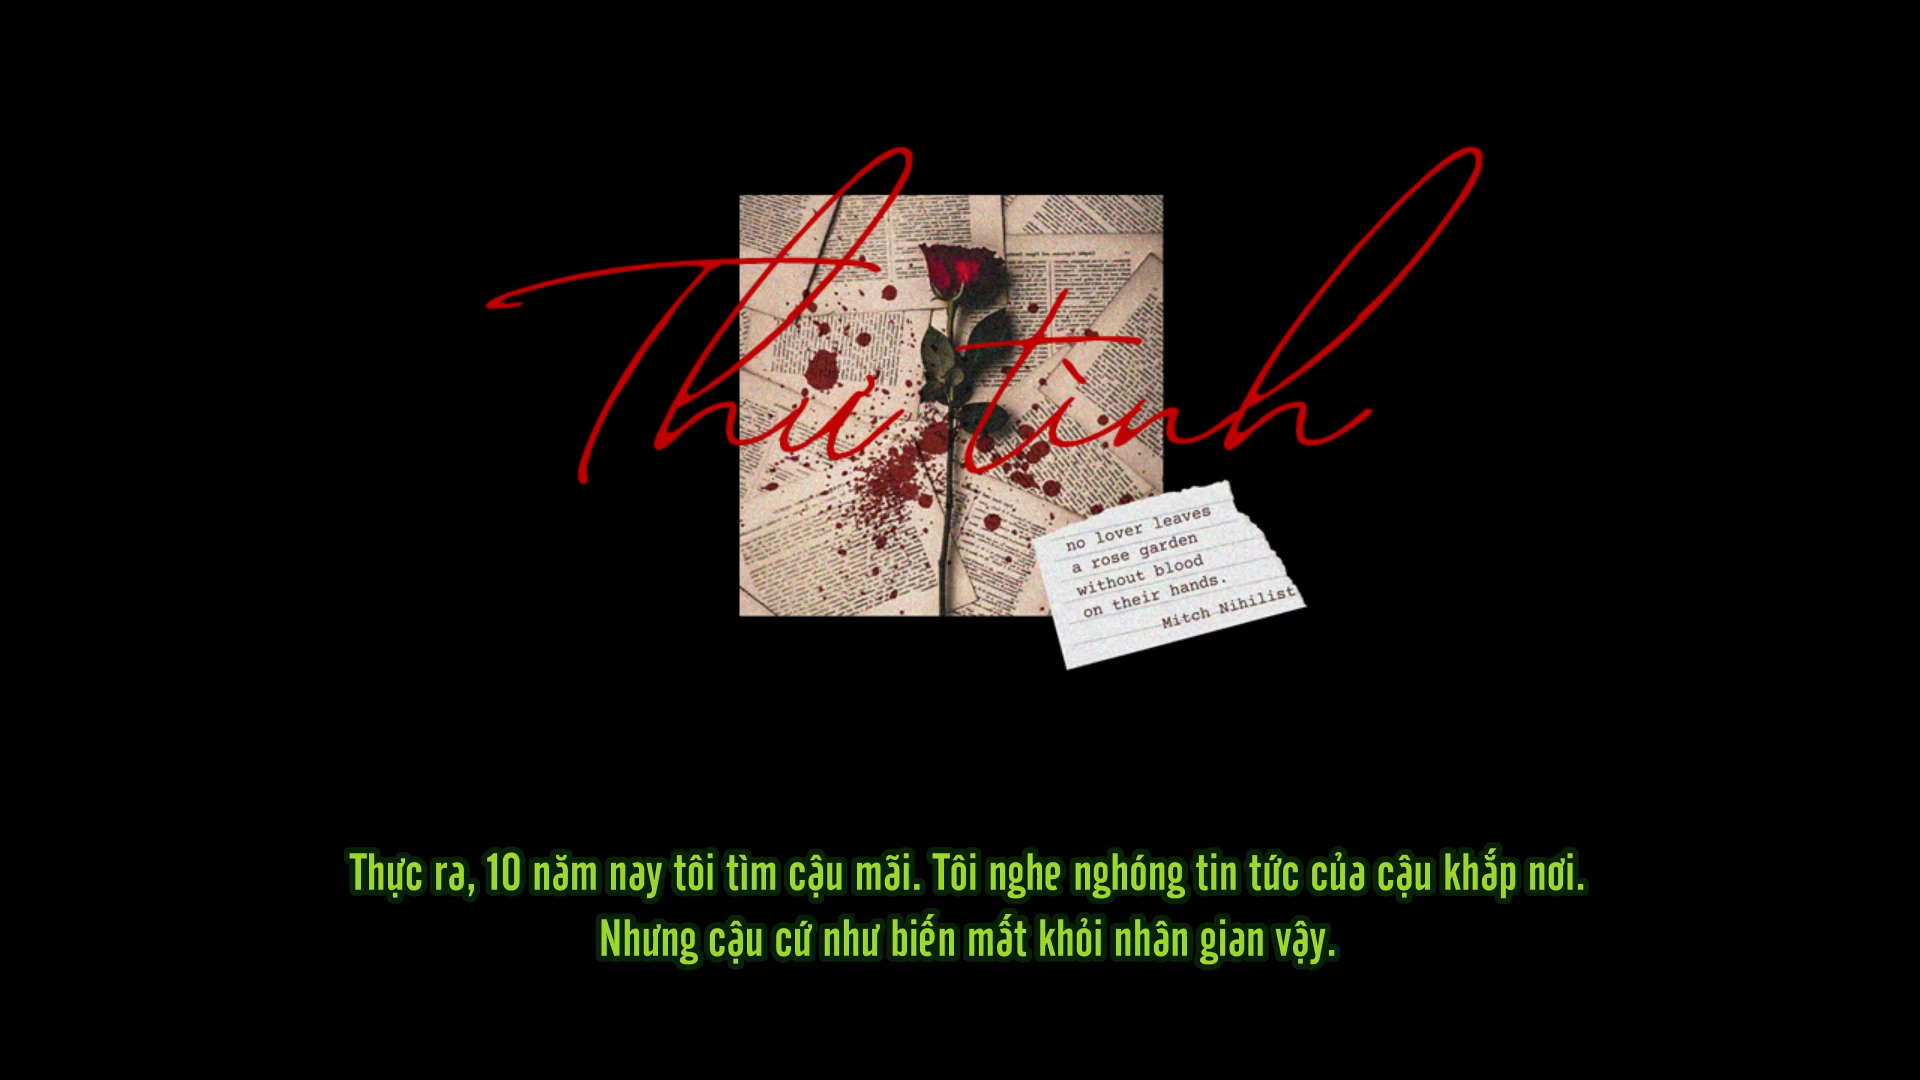 Thư tình
no lover leaves
a rose garden
without blood
on their hands.
Mitch Nihilist
Thực ra, 10 năm nay tôi tìm cậu mãi. Tôi nghe nghóng tin tức của cậu khắp nơi.
Nhưng cậu cứ như biến mất khỏi nhân gian vậy.